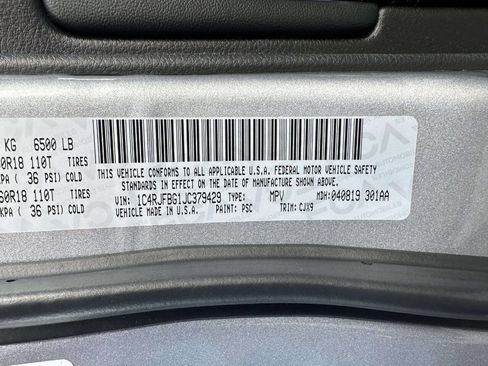 KG 6500 LB
0R18 110T TIRES
KPA ( 36 PSI) COLD
60R18 110T TIRES
KPA ( 36 PSI) COLD
THIS VEHICLE CONFORMS TO ALL APPLICABLE U.S.A. FEDERAL MOTOR VEHICLE SAFETY
STANDARDS IN EFFECT ON THE DATE OF MANUFACTURE SHOWN ABOVE.
VIN: 1C4RJFBG1JC379429 TYPE: MPV MDH: 040819 301AA
VEHICLE MADE IN U.S.A. PAINT: PSC TRIM: CJX9